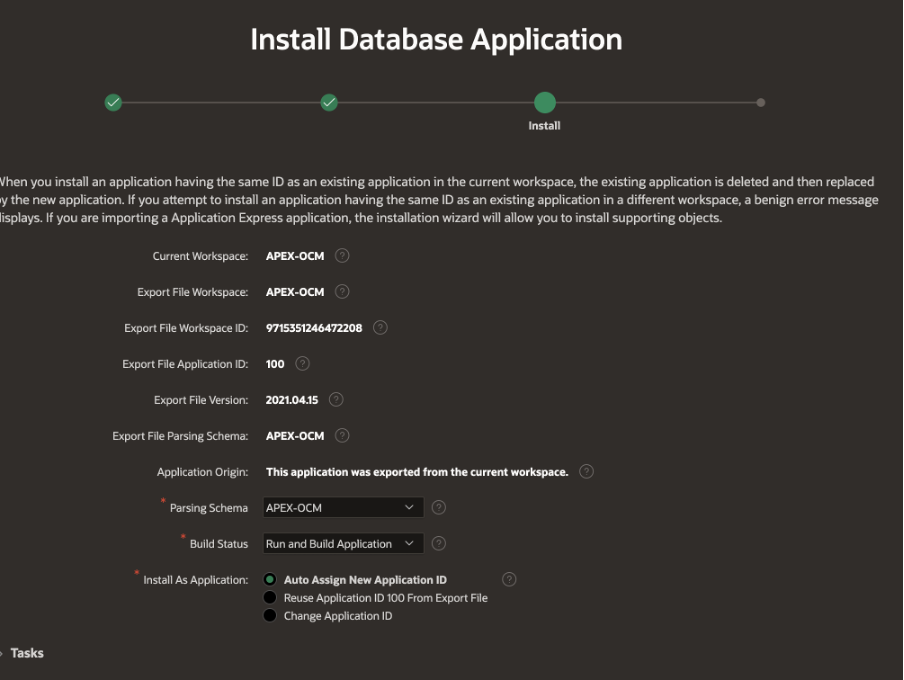 Install Database Application
Install
When you install an application having the same ID as an existing application in the current workspace, the existing application is deleted and then replaced
by the new application. If you attempt to install an application having the same ID as an existing application in a different workspace, a benign error message
displays. If you are importing a Application Express application, the installation wizard will allow you to install supporting objects.
Current Workspace: APEX-OCM ?
Export File Workspace: APEX-OCM ?
Export File Workspace ID: 9715351246472208 ?
Export File Application ID: 100 ?
Export File Version: 2021.04.15 ?
Export File Parsing Schema: APEX-OCM ?
Application Origin: This application was exported from the current workspace. ?
* Parsing Schema APEX-OCM ?
* Build Status Run and Build Application ?
* Install As Application: Auto Assign New Application ID ?
Reuse Application ID 100 From Export File
Change Application ID
Tasks